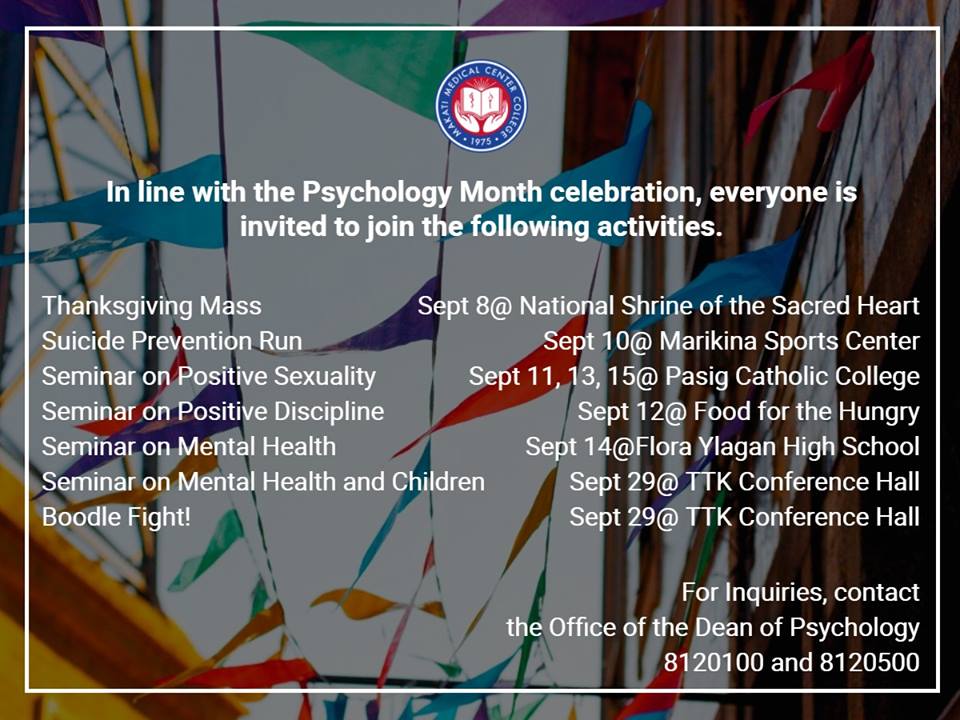 MAKATI MEDICAL CENTER COLLEGE
• 1975 •
In line with the Psychology Month celebration, everyone is
invited to join the following activities.
Thanksgiving Mass Sept 8@ National Shrine of the Sacred Heart
Suicide Prevention Run Sept 10@ Marikina Sports Center
Seminar on Positive Sexuality Sept 11, 13, 15@ Pasig Catholic College
Seminar on Positive Discipline Sept 12@ Food for the Hungry
Seminar on Mental Health Sept 14@Flora Ylagan High School
Seminar on Mental Health and Children Sept 29@ TTK Conference Hall
Boodle Fight! Sept 29@ TTK Conference Hall
For Inquiries, contact
the Office of the Dean of Psychology
8120100 and 8120500